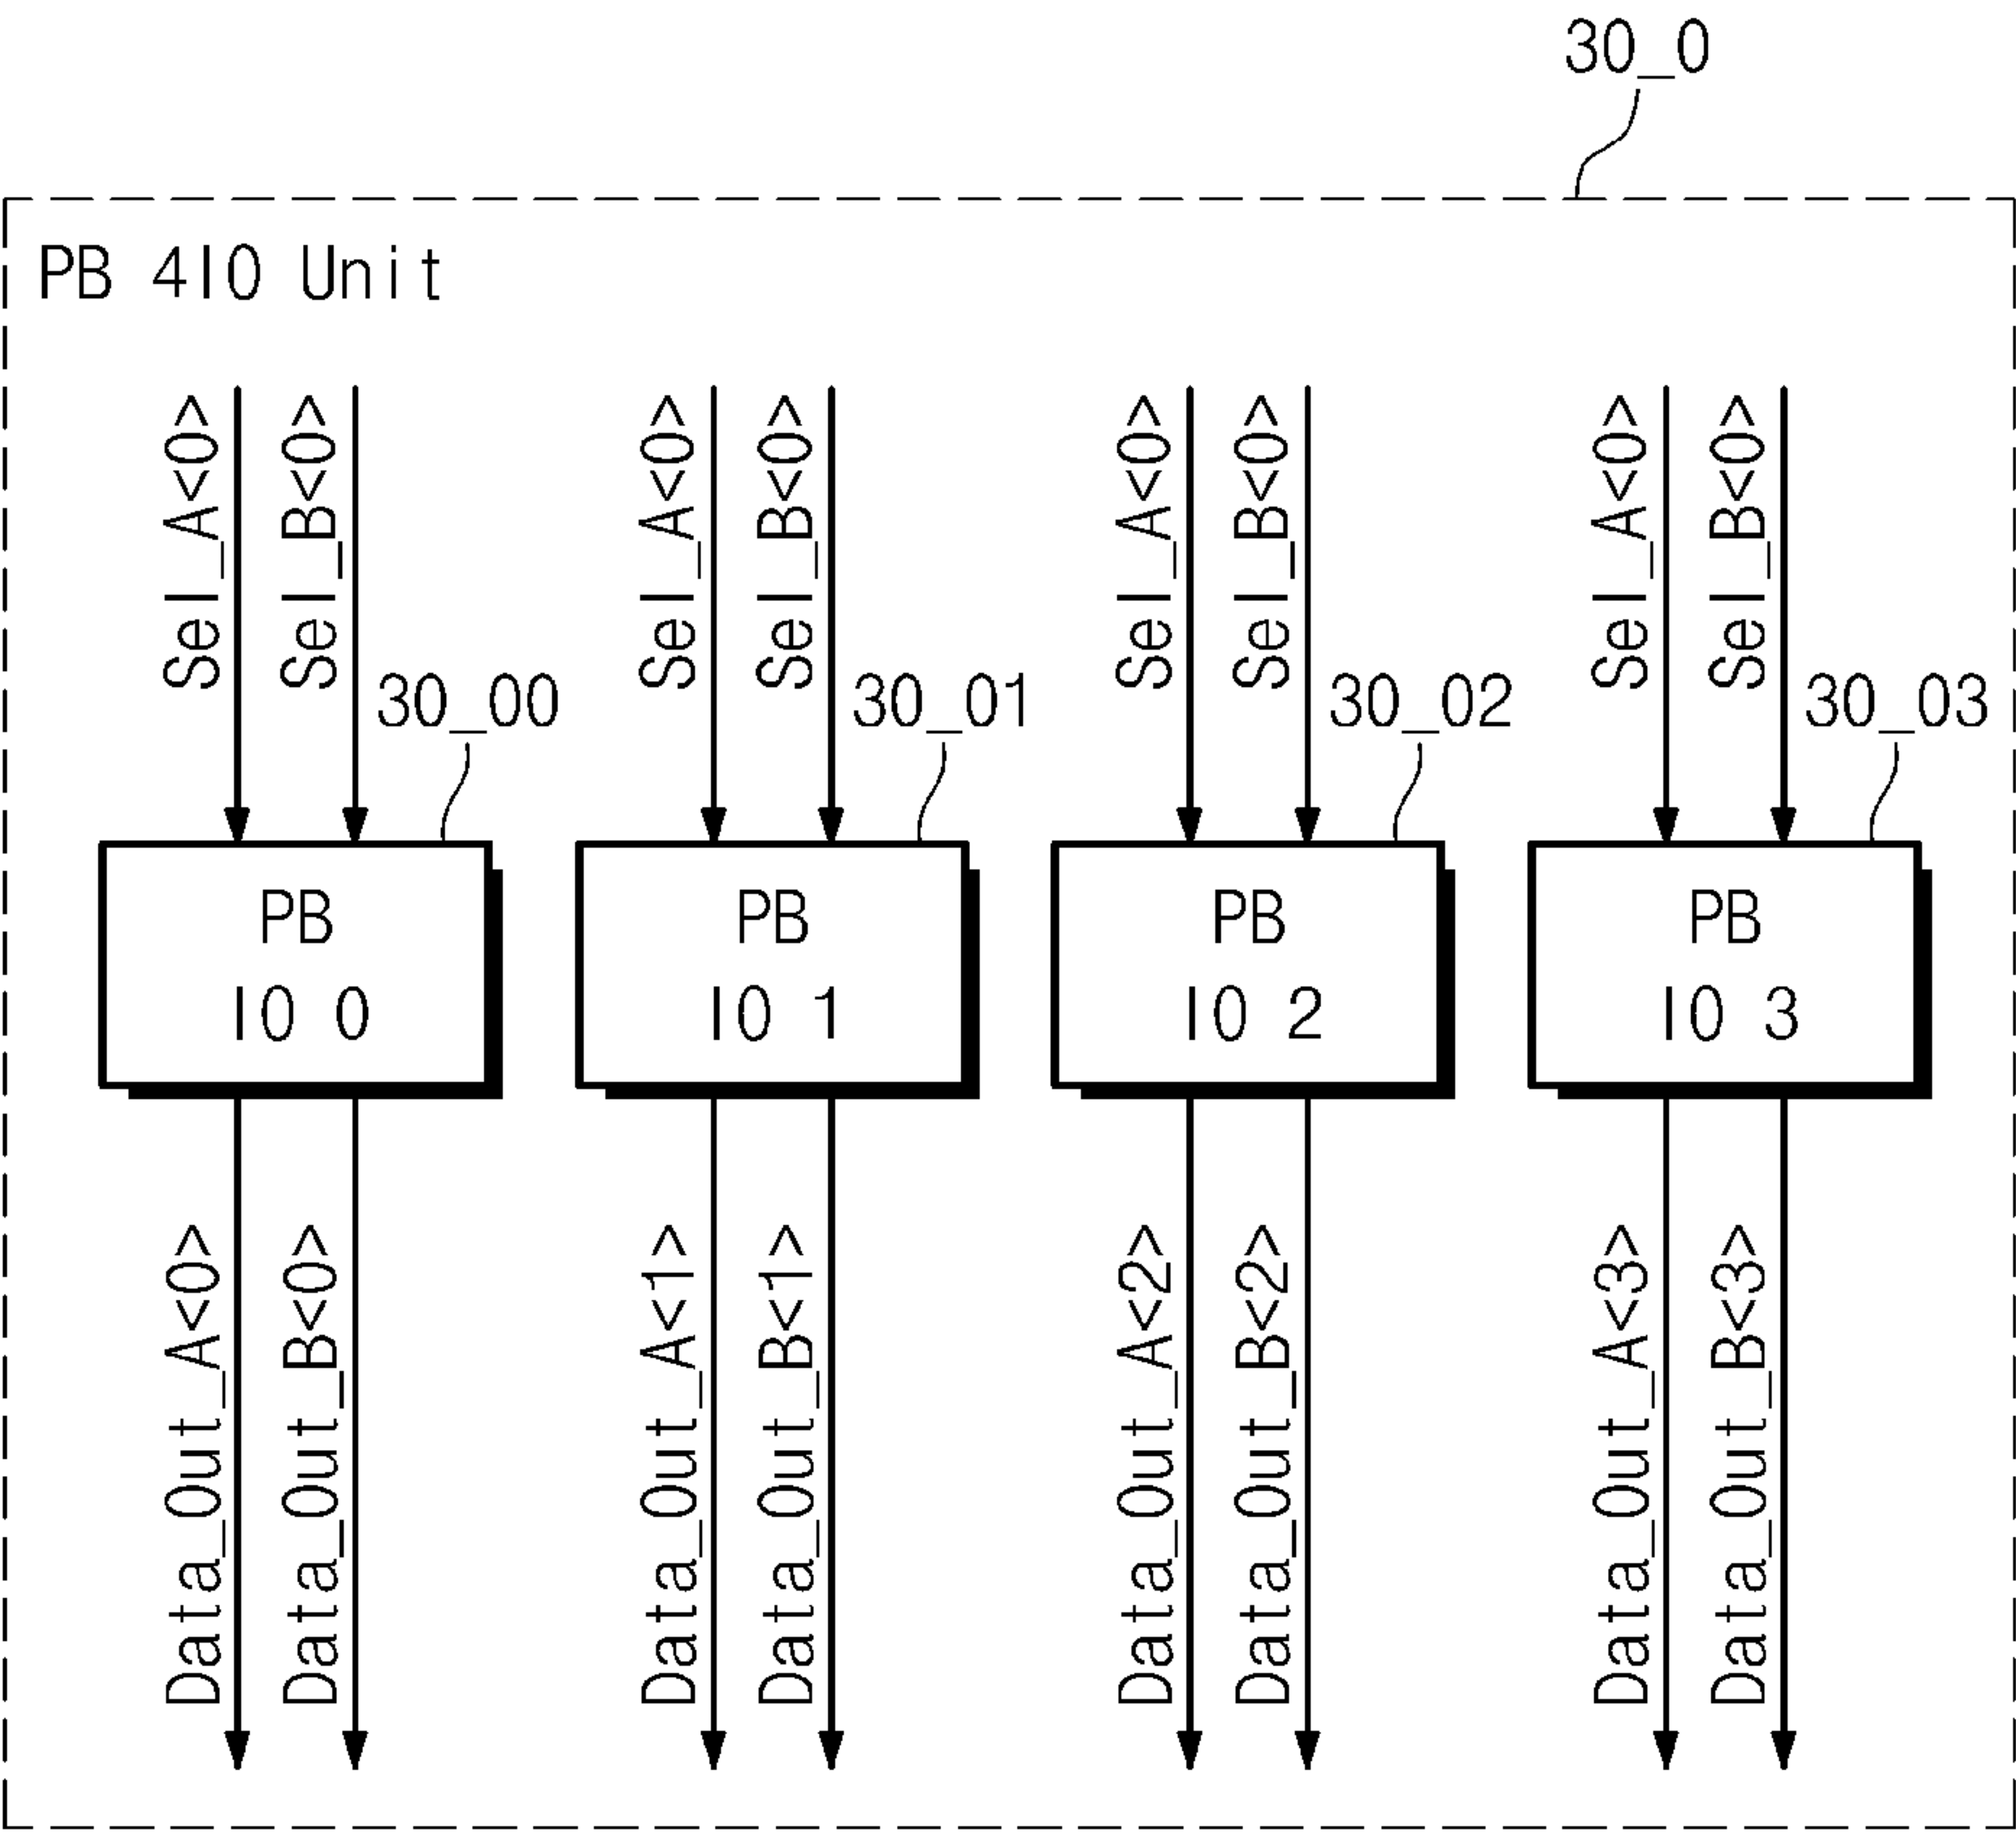 30_0
PB 4IO Unit
Sel_A<0>
Sel_B<0>
Sel_A<0>
Sel_B<0>
Sel_A<0>
Sel_B<0>
Sel_A<0>
Sel_B<0>
30_00
30_01
30_02
30_03
PB
IO 0
PB
IO 1
PB
IO 2
PB
IO 3
Data_Out_A<0>
Data_Out_B<0>
Data_Out_A<1>
Data_Out_B<1>
Data_Out_A<2>
Data_Out_B<2>
Data_Out_A<3>
Data_Out_B<3>